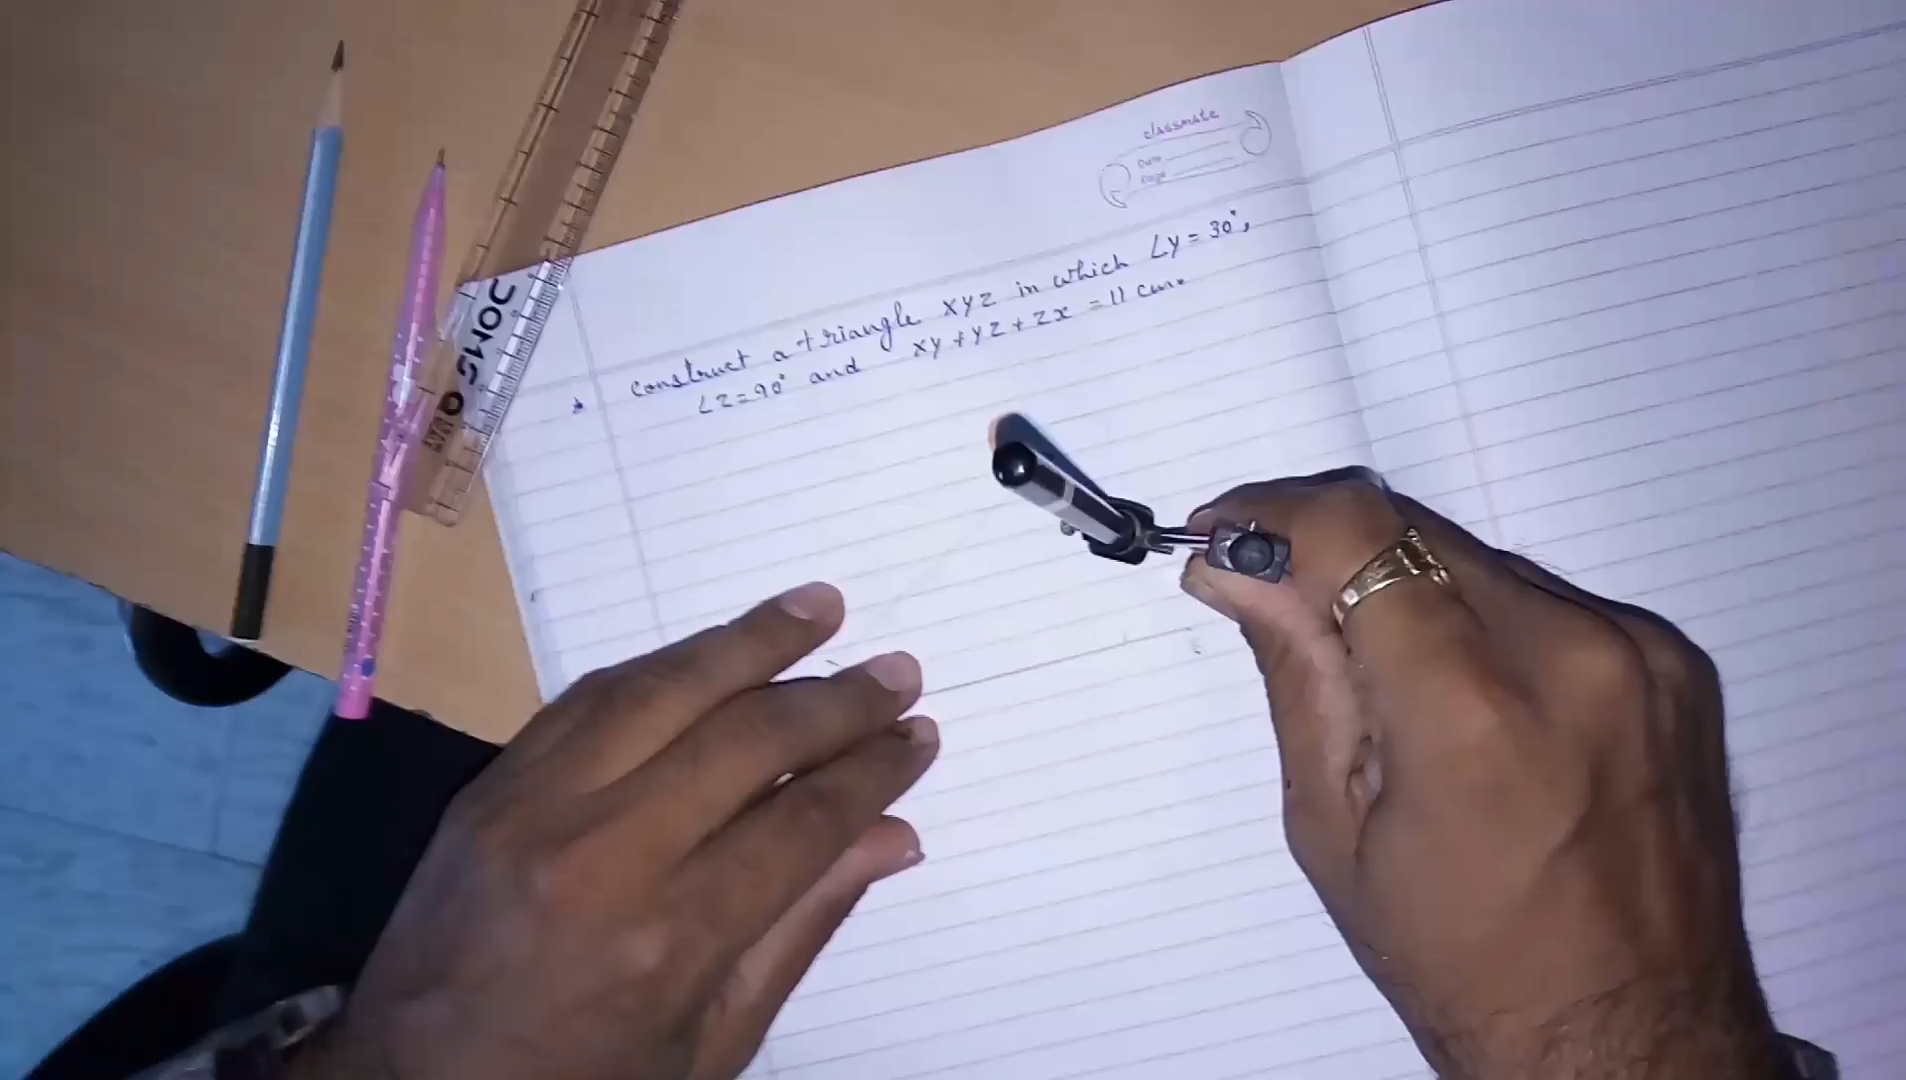 classmate
Date
Page
construct a triangle XYZ in which ∠Y = 30°,
∠Z = 90° and XY + YZ + ZX = 11 cm.
DOMS